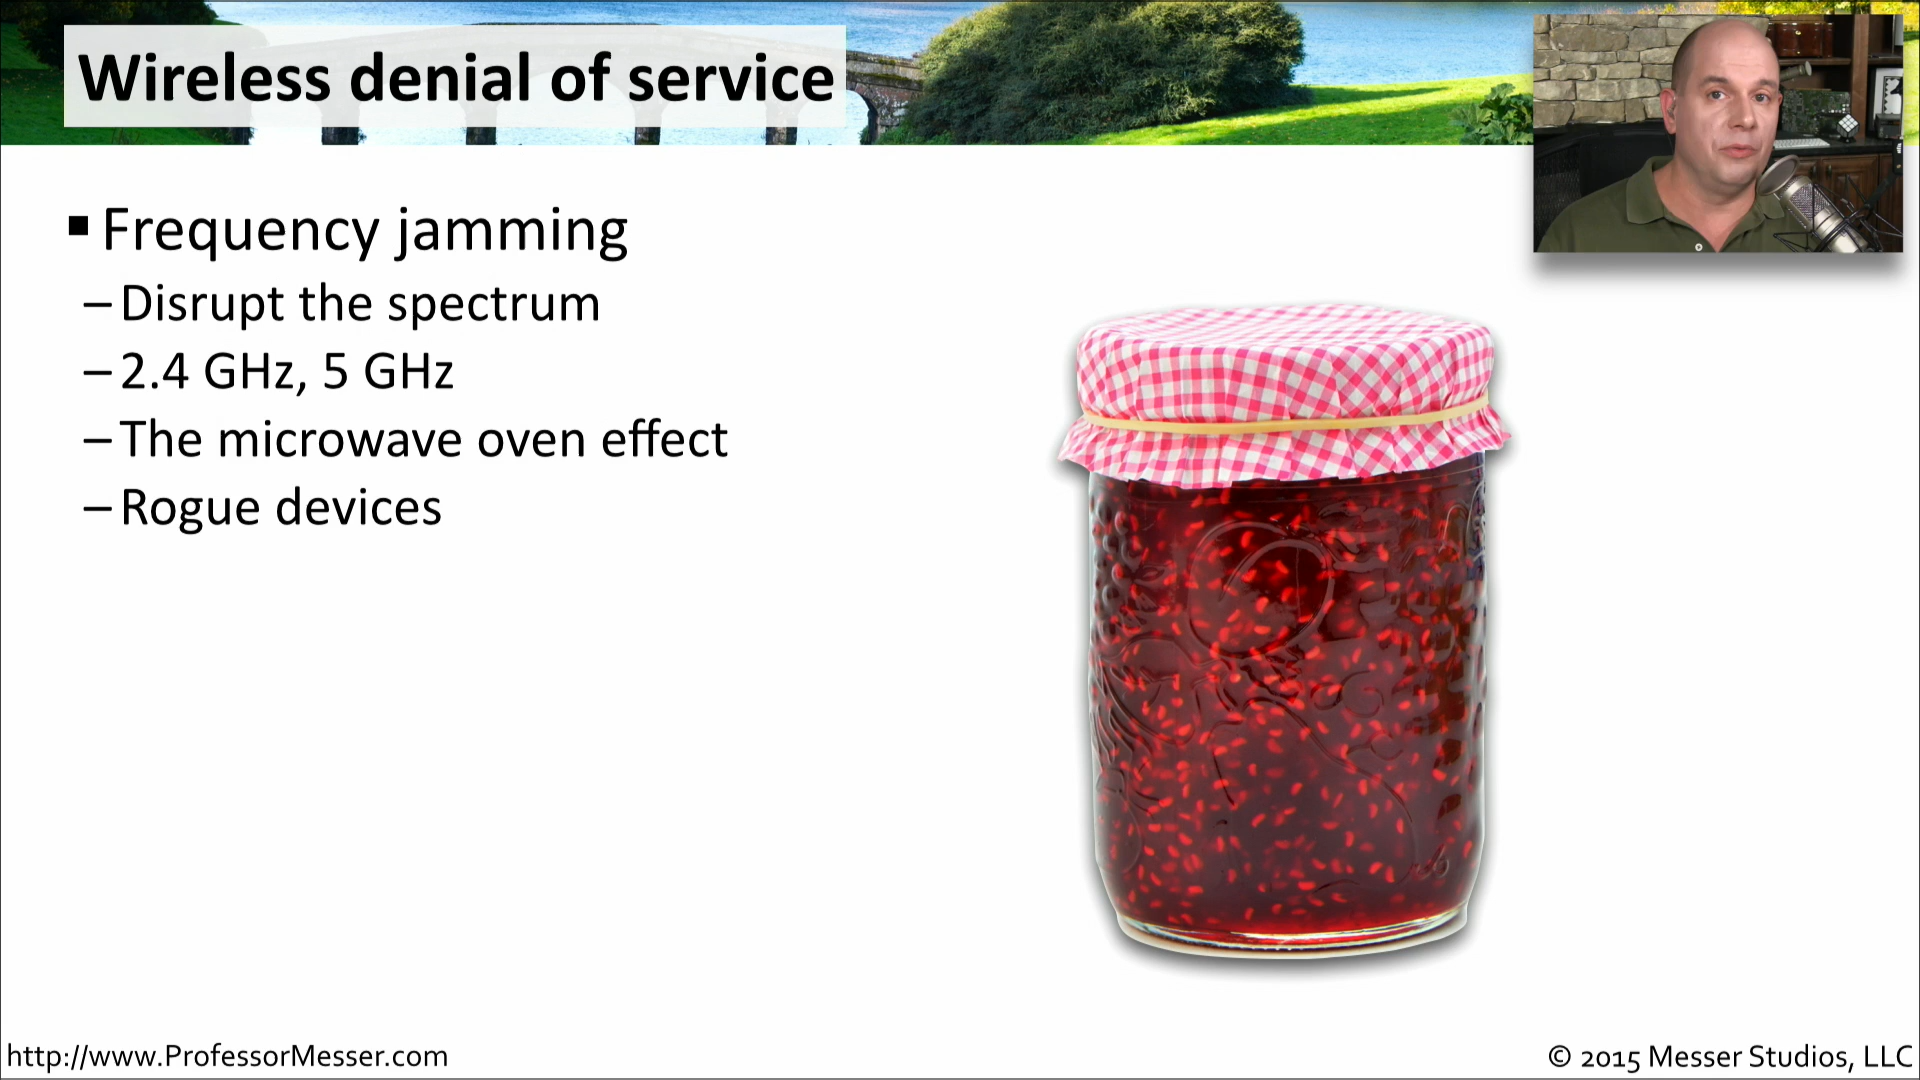 Wireless denial of service
▪ Frequency jamming
– Disrupt the spectrum
– 2.4 GHz, 5 GHz
– The microwave oven effect
– Rogue devices
http://www.ProfessorMesser.com
© 2015 Messer Studios, LLC